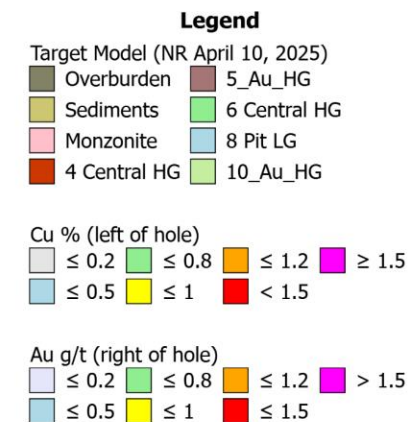 Legend
Target Model (NR April 10, 2025)
Overburden 5_Au_HG
Sediments 6 Central HG
Monzonite 8 Pit LG
4 Central HG 10_Au_HG
Cu % (left of hole)
≤ 0.2 ≤ 0.8 ≤ 1.2 ≥ 1.5
≤ 0.5 ≤ 1 < 1.5
Au g/t (right of hole)
≤ 0.2 ≤ 0.8 ≤ 1.2 > 1.5
≤ 0.5 ≤ 1 ≤ 1.5